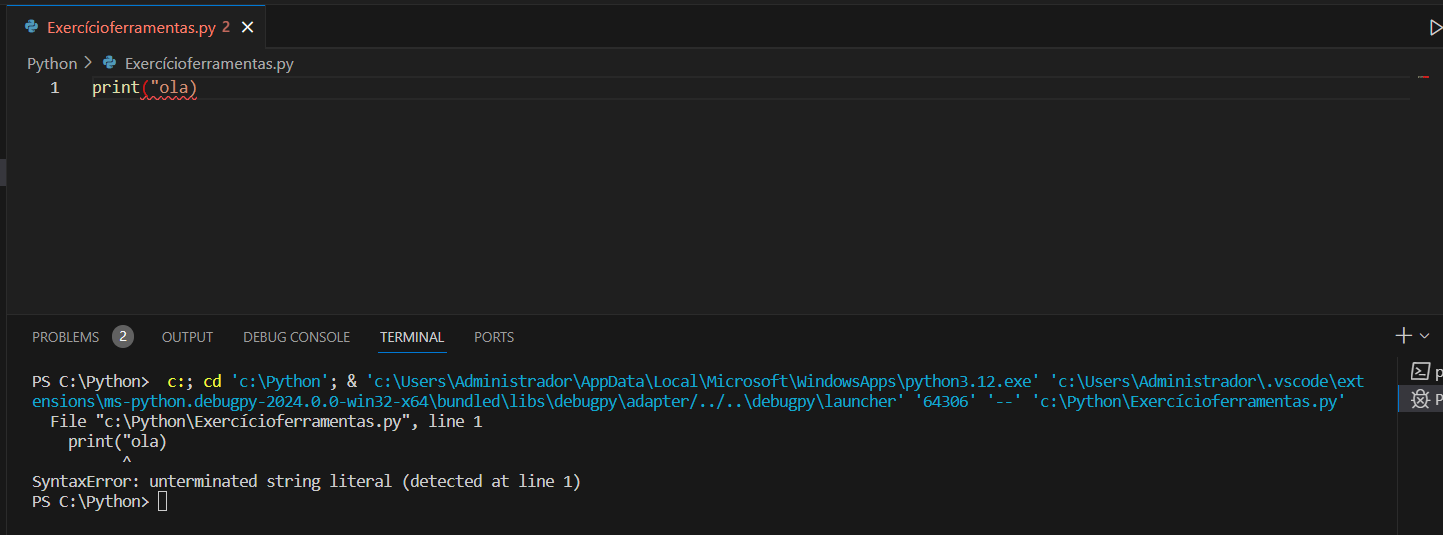 Exercícioferramentas.py 2
Python > Exercícioferramentas.py
1 print("ola)
PROBLEMS 2 OUTPUT DEBUG CONSOLE TERMINAL PORTS
PS C:\Python>  c:; cd 'c:\Python'; & 'c:\Users\Administrador\AppData\Local\Microsoft\WindowsApps\python3.12.exe' 'c:\Users\Administrador\.vscode\ext
ensions\ms-python.debugpy-2024.0.0-win32-x64\bundled\libs\debugpy\adapter/../..\debugpy\launcher' '64306' '--' 'c:\Python\Exercícioferramentas.py'
  File "c:\Python\Exercícioferramentas.py", line 1
    print("ola)
          ^
SyntaxError: unterminated string literal (detected at line 1)
PS C:\Python>
p
P